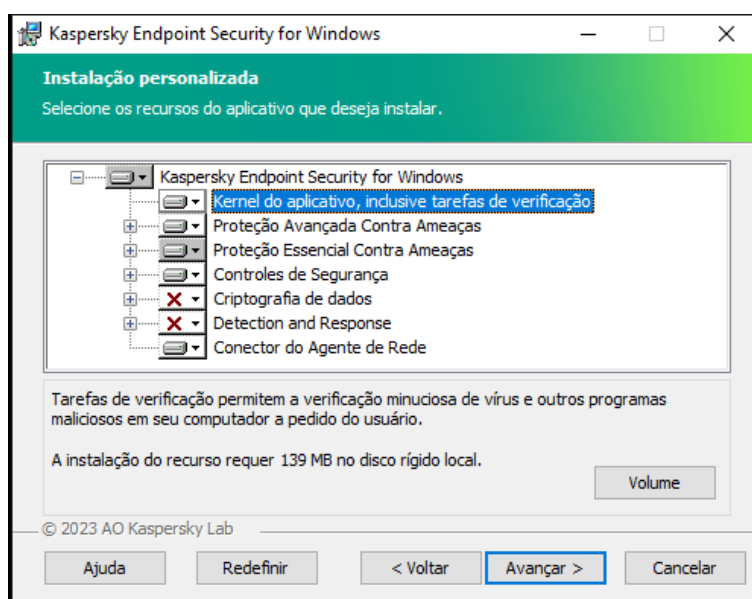 Kaspersky Endpoint Security for Windows
Instalação personalizada
Selecione os recursos do aplicativo que deseja instalar.
Kaspersky Endpoint Security for Windows
Kernel do aplicativo, inclusive tarefas de verificação
Proteção Avançada Contra Ameaças
Proteção Essencial Contra Ameaças
Controles de Segurança
Criptografia de dados
Detection and Response
Conector do Agente de Rede
Tarefas de verificação permitem a verificação minuciosa de vírus e outros programas
maliciosos em seu computador a pedido do usuário.
A instalação do recurso requer 139 MB no disco rígido local.
Volume
© 2023 AO Kaspersky Lab
Ajuda Redefinir < Voltar Avançar > Cancelar